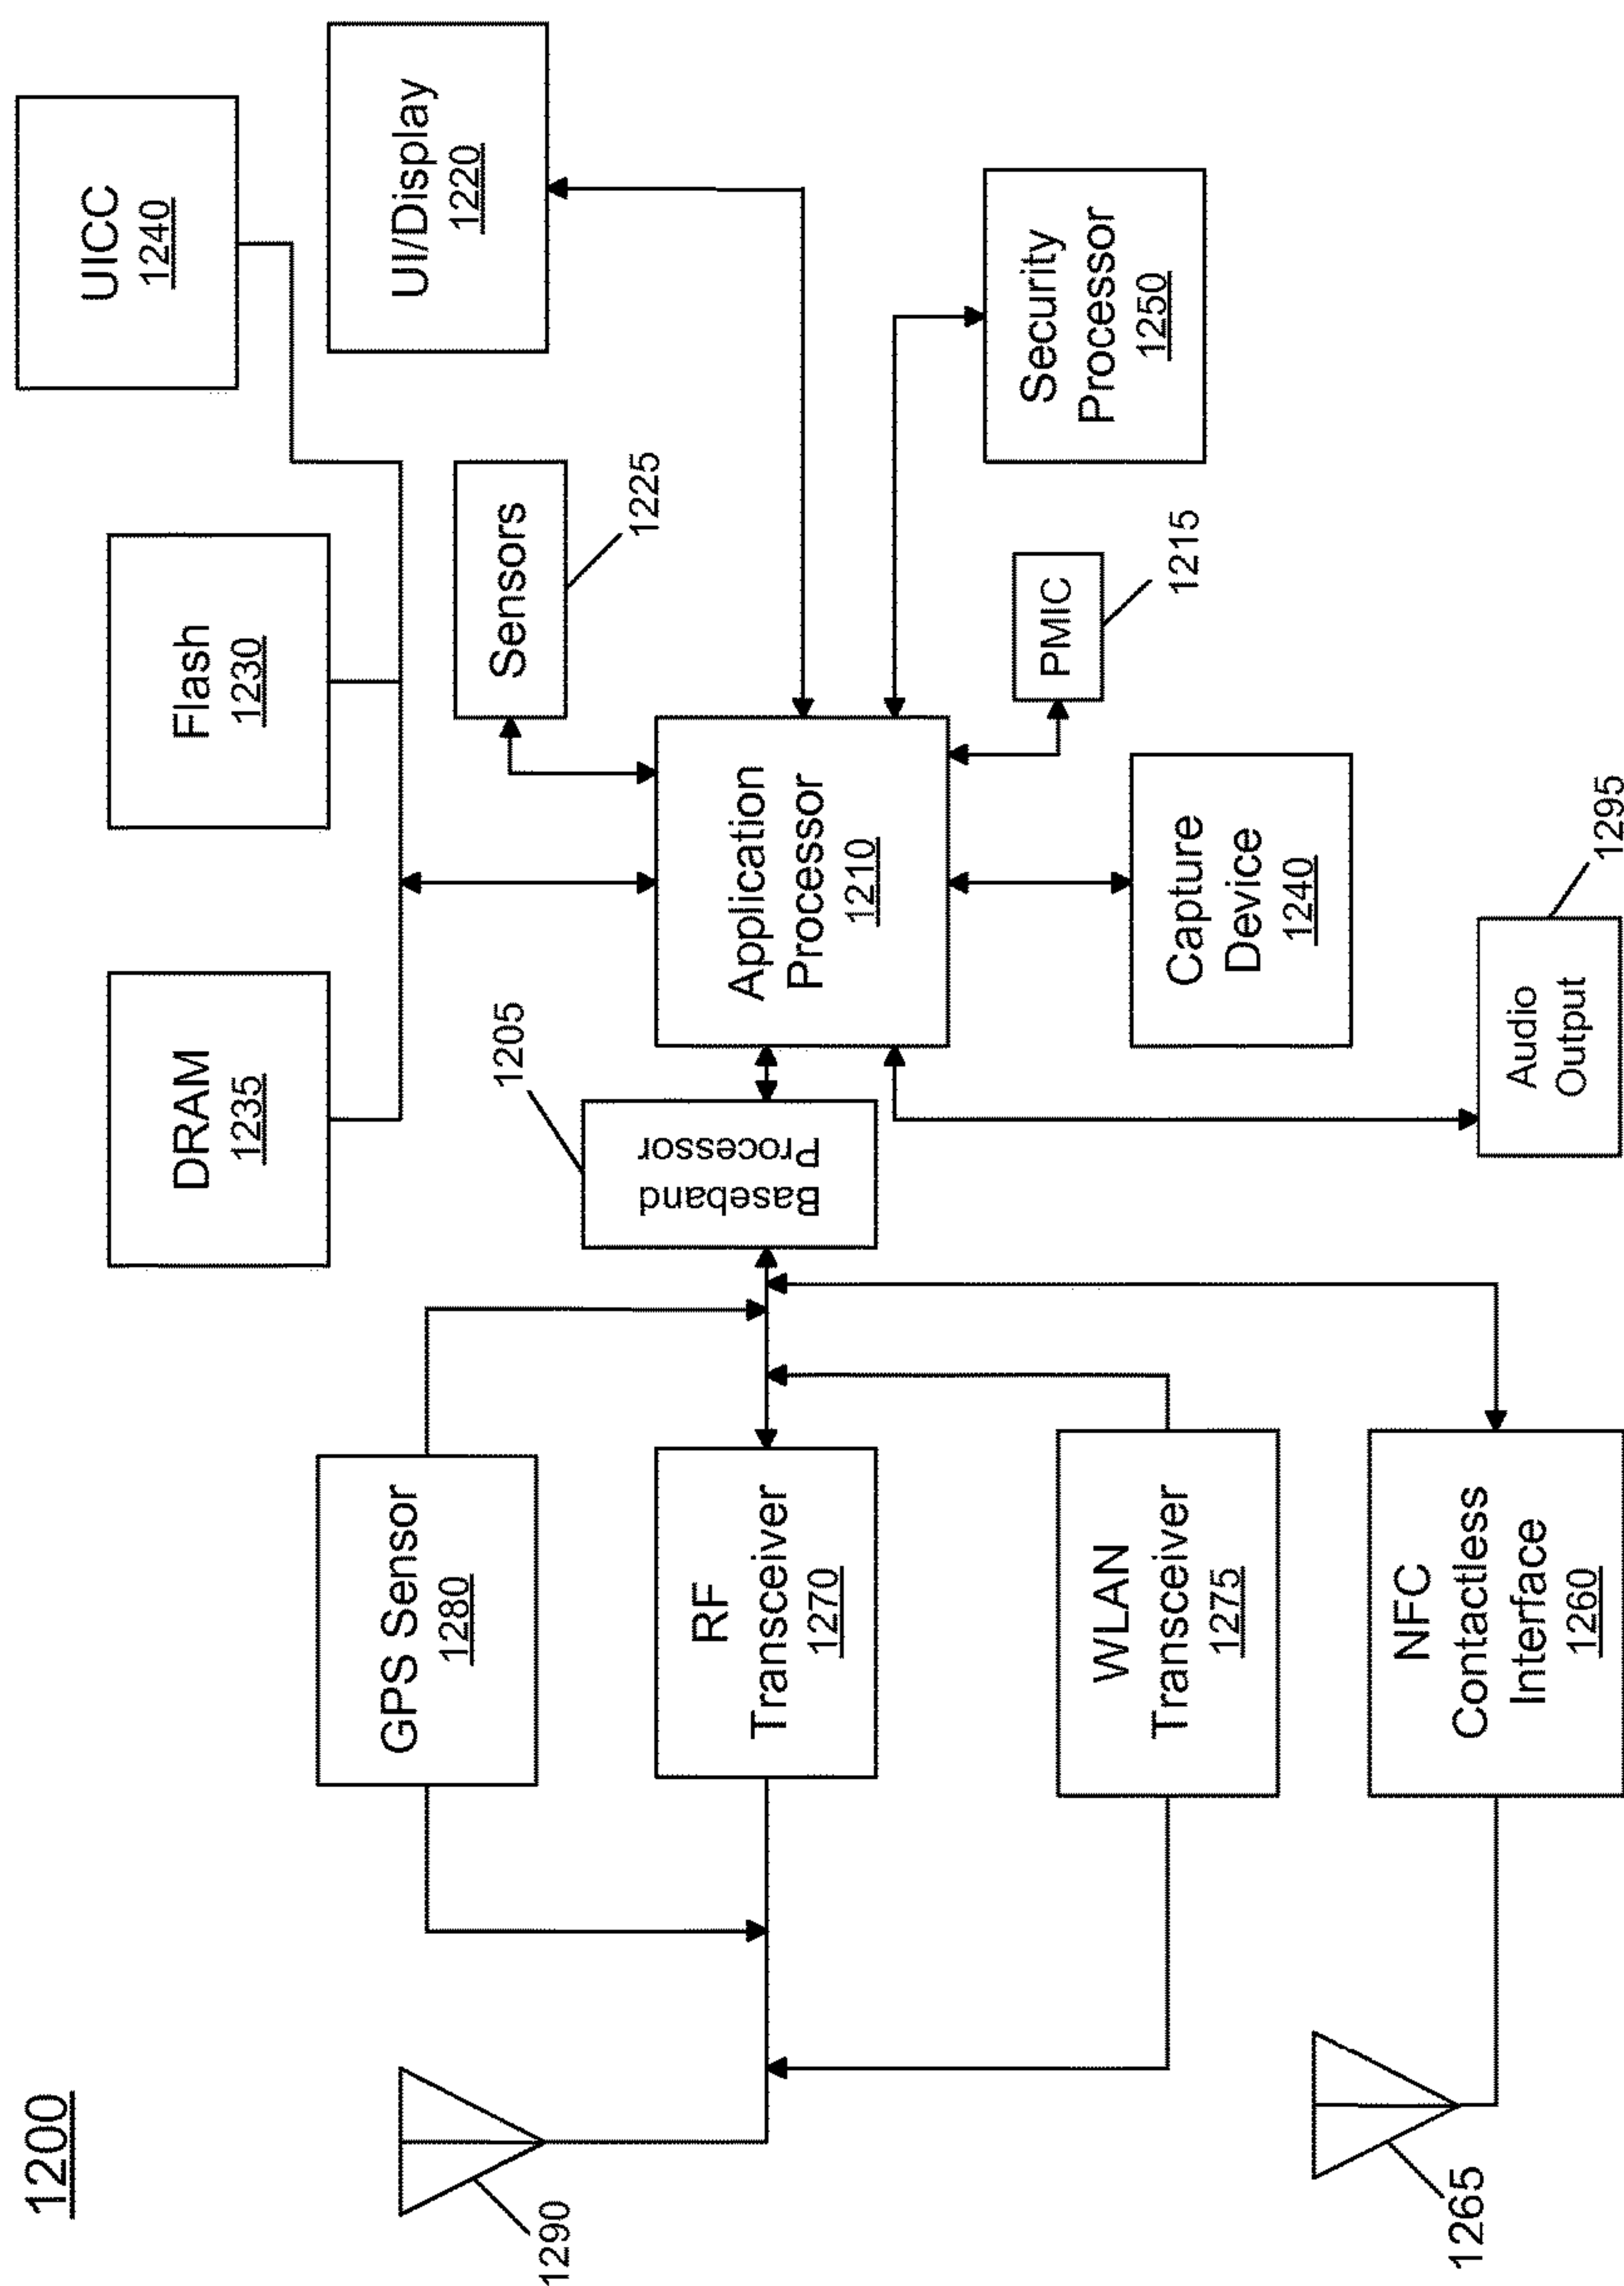 1200
UICC
1240
Flash
1230
DRAM
1235
UI/Display
1220
Sensors
1225
GPS Sensor
1280
1290
1205
Baseband
Processor
Application
Processor
1210
RF
Transceiver
1270
Security
Processor
1250
PMIC
1215
WLAN
Transceiver
1275
Capture
Device
1240
NFC
Contactless
Interface
1260
1265
Audio
Output
1295